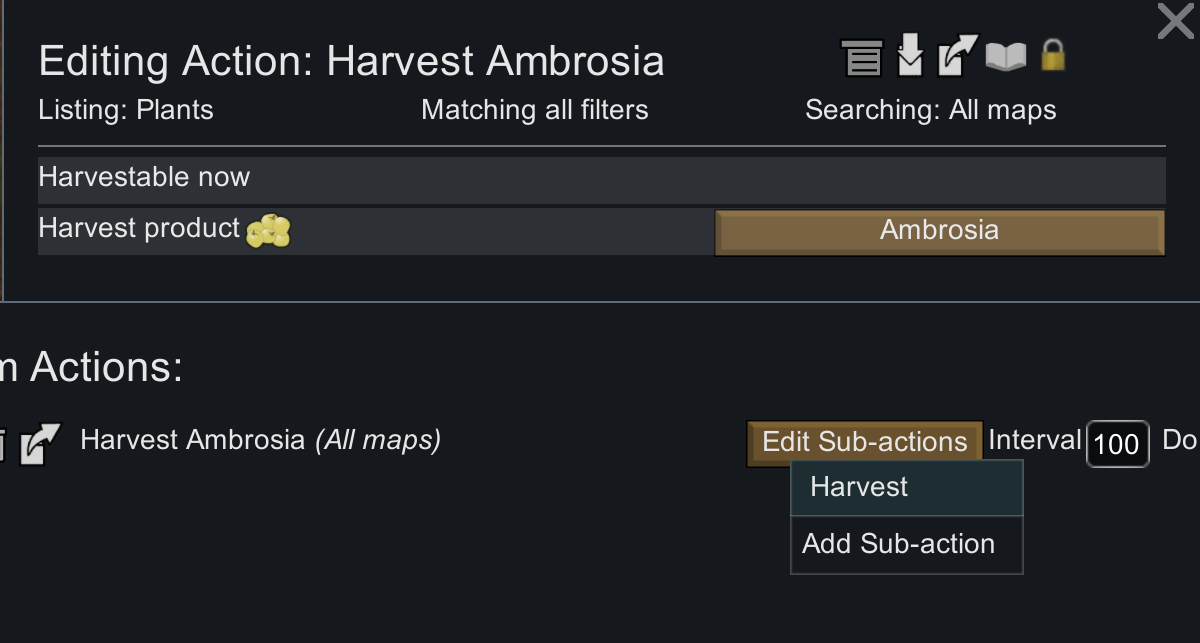 Editing Action: Harvest Ambrosia
Listing: Plants
Matching all filters
Searching: All maps
Harvestable now
Harvest product
Ambrosia
m Actions:
Harvest Ambrosia (All maps)
Edit Sub-actions
Interval
100
Do
Harvest
Add Sub-action